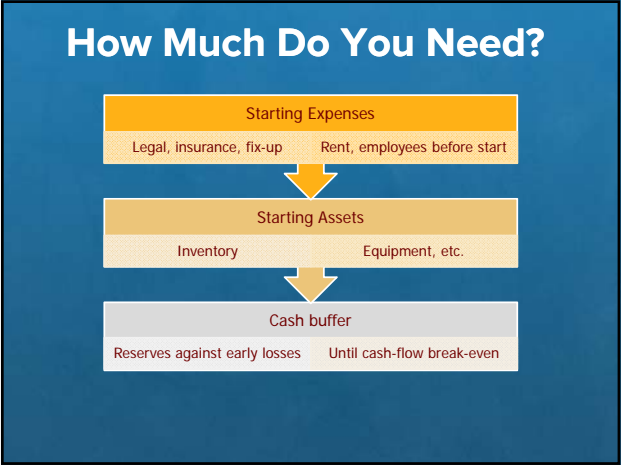 How Much Do You Need?
Starting Expenses
Legal, insurance, fix-up
Rent, employees before start
Starting Assets
Inventory
Equipment, etc.
Cash buffer
Reserves against early losses
Until cash-flow break-even